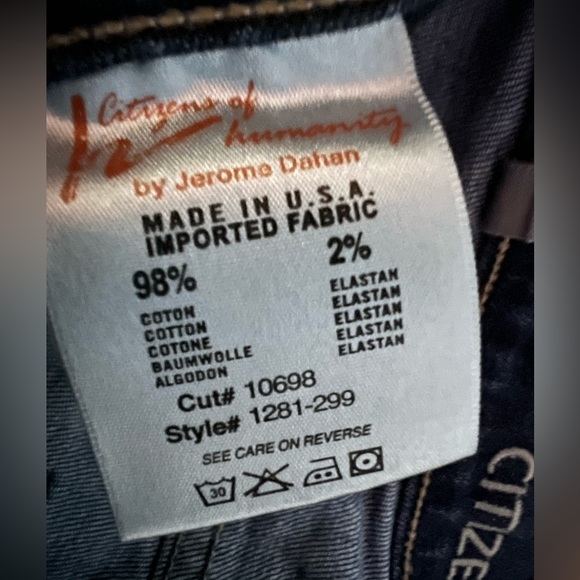 Citizens of
humanity
by Jerome Dahan
MADE IN U.S.A.
IMPORTED FABRIC
98% 2%
COTON ELASTAN
COTTON ELASTAN
COTONE ELASTAN
BAUMWOLLE ELASTAN
ALGODON ELASTAN
Cut# 10698
Style# 1281-299
SEE CARE ON REVERSE
30
CITIZE